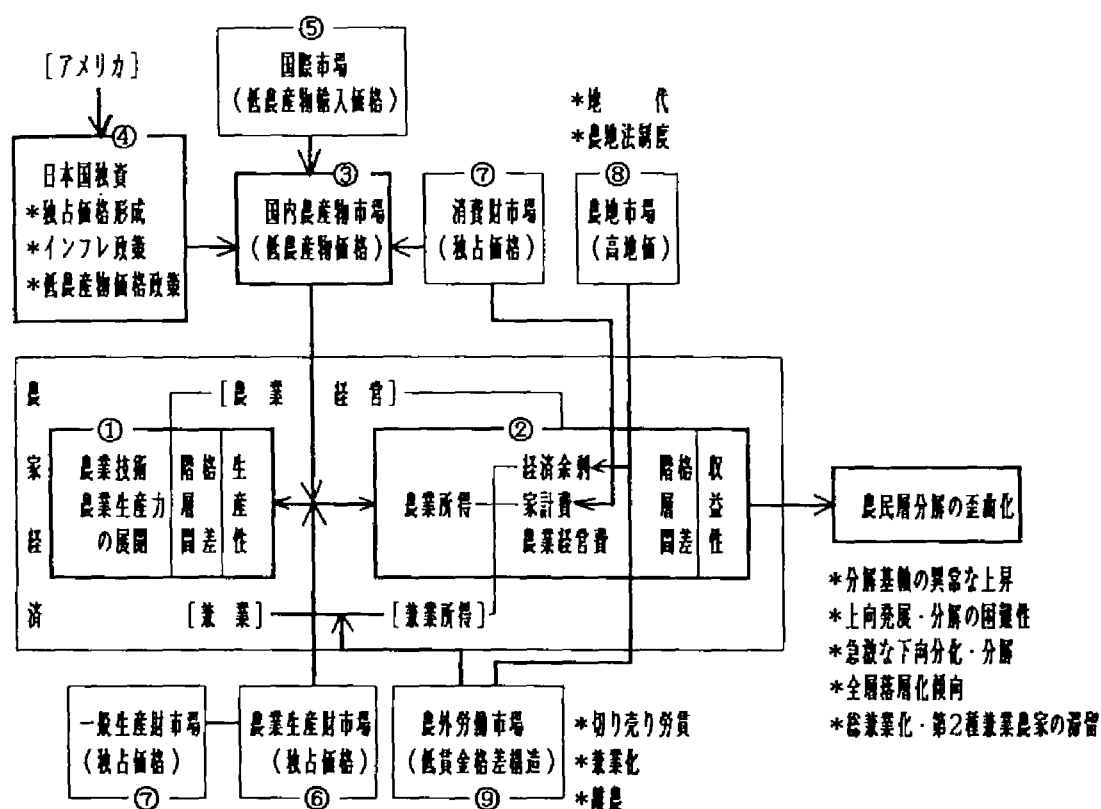 ⑤
国際市場
(低農産物輸入価格)
[アメリカ]
④
日本国独資
*独占価格形成
*インフレ政策
*低農産物価格政策
③
国内農産物市場
(低農産物価格)
⑦
消費財市場
(独占価格)
*地 代
*農地法制度
⑧
農地市場
(高地価)
農家経済
[農業 経営]
①
農業技術
農業生産力
の展開
階層間格差
生産性
②
農業所得
経済余剰
家計費
農業経営費
階層間格差
収益性
[兼業]
[兼業所得]
農民層分解の歪曲化
*分解基軸の異常な上昇
*上向発展・分解の困難性
*急激な下向分化・分解
*全層落層化傾向
*総兼業化・第2種兼業農家の滞留
一般生産財市場
(独占価格)
⑦
農業生産財市場
(独占価格)
⑥
農外労働市場
(低賃金格差構造)
⑨
*切り売り労賃
*兼業化
*離農